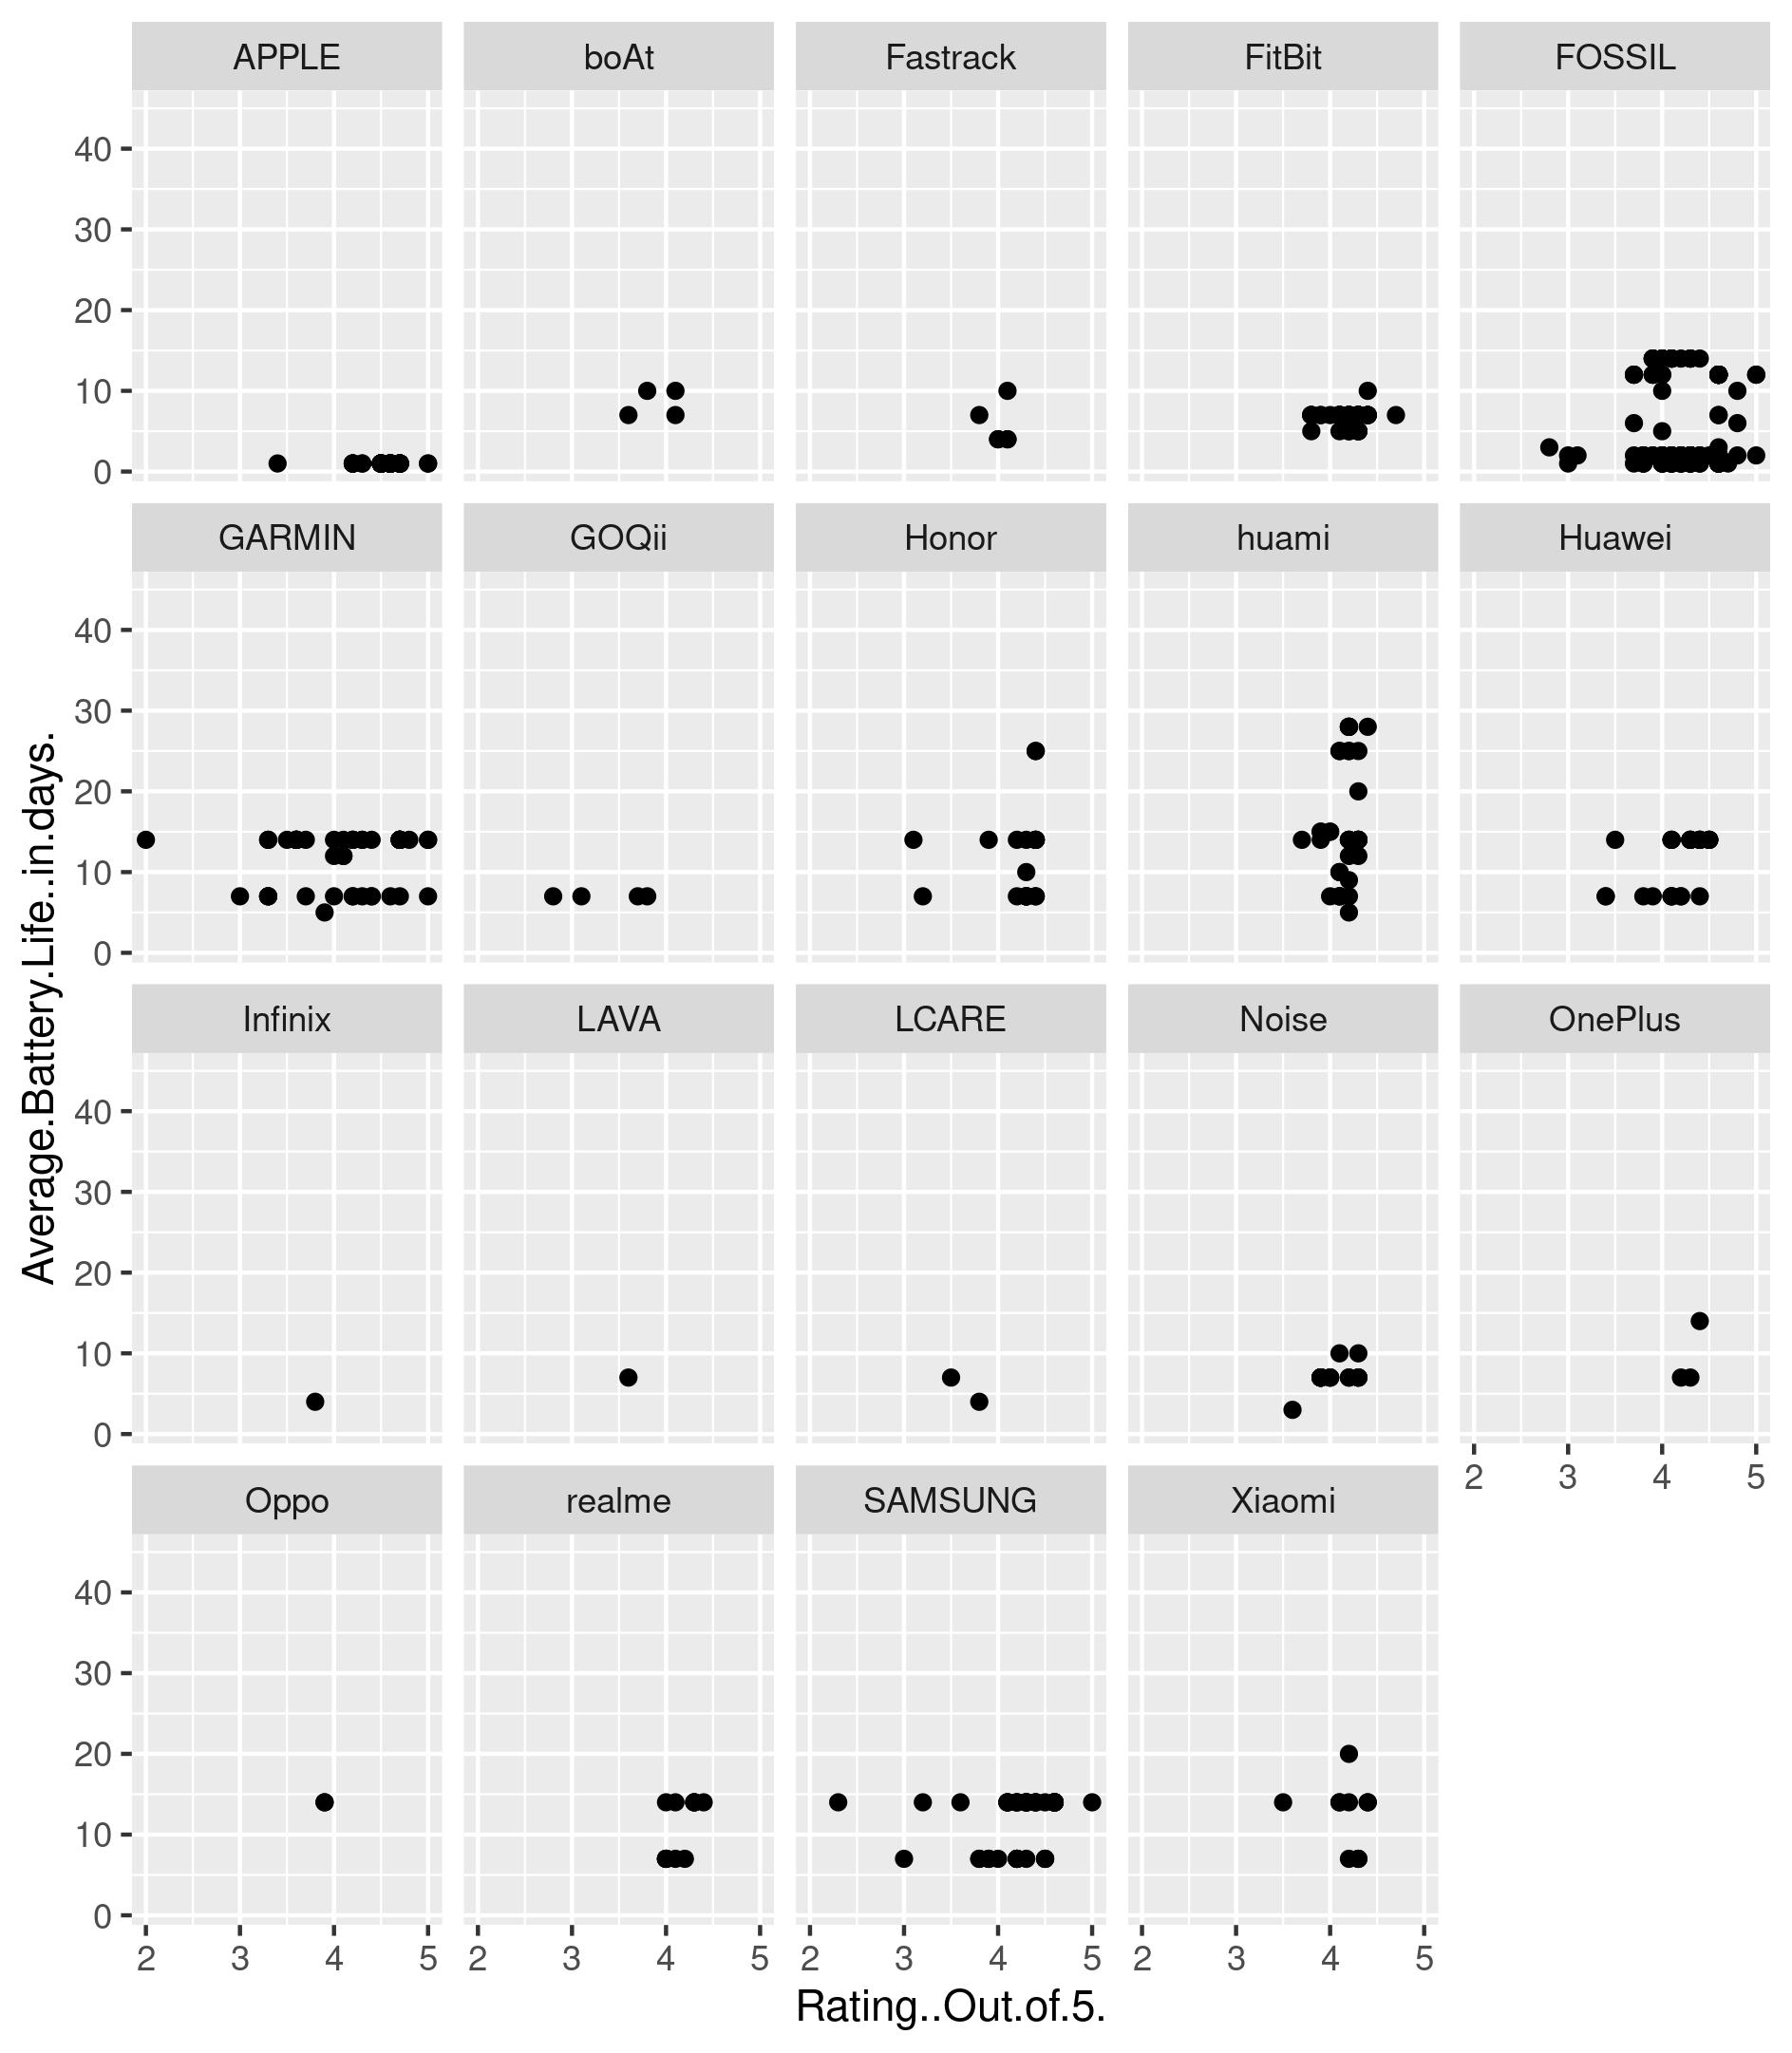 APPLE boAt Fastrack FitBit FOSSIL
40
30
20
10
0
GARMIN GOQii Honor huami Huawei
40
30
20
10
0
Infinix LAVA LCARE Noise OnePlus
40
30
20
10
0
2 3 4 5
Oppo realme SAMSUNG Xiaomi
40
30
20
10
0
2 3 4 5 2 3 4 5 2 3 4 5 2 3 4 5
Rating..Out.of.5.
Average.Battery.Life..in.days.